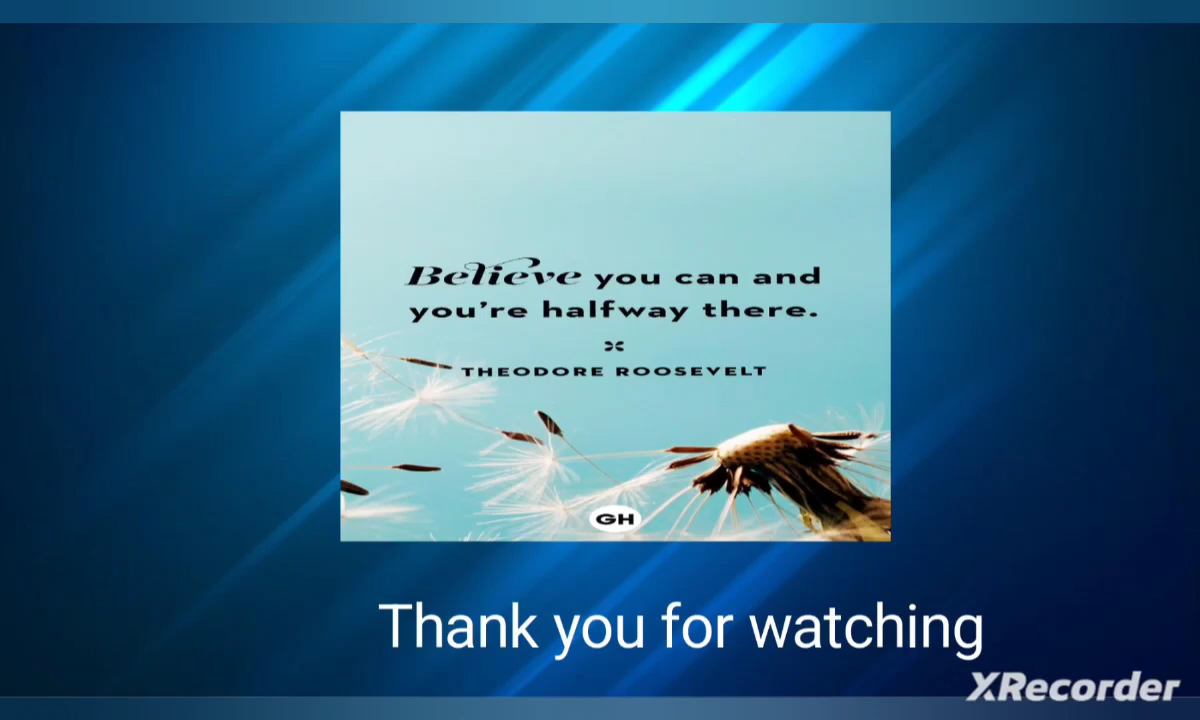 Believe you can and
you're halfway there.
THEODORE ROOSEVELT
GH
Thank you for watching
XRecorder